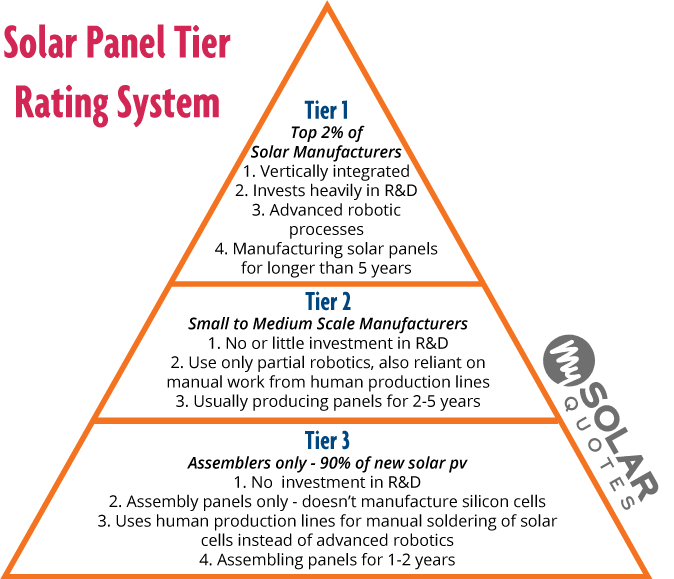 Solar Panel Tier
Rating System
Tier 1
Top 2% of
Solar Manufacturers
1. Vertically integrated
2. Invests heavily in R&D
3. Advanced robotic
processes
4. Manufacturing solar panels
for longer than 5 years
Tier 2
Small to Medium Scale Manufacturers
1. No or little investment in R&D
2. Use only partial robotics, also reliant on
manual work from human production lines
3. Usually producing panels for 2-5 years
Tier 3
Assemblers only - 90% of new solar pv
1. No  investment in R&D
2. Assembly panels only - doesn’t manufacture silicon cells
3. Uses human production lines for manual soldering of solar
cells instead of advanced robotics
4. Assembling panels for 1-2 years
my
SOLAR
QUOTES